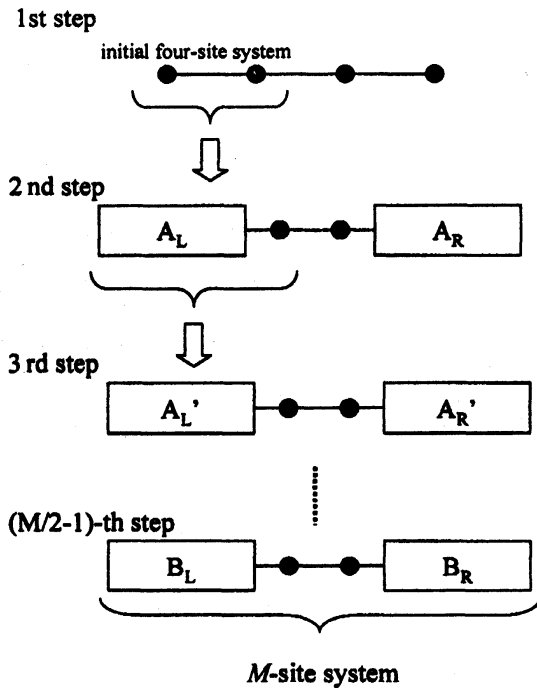 1st step
initial four-site system
2 nd step
A_L A_R
3 rd step
A_L' A_R'
(M/2-1)-th step
B_L B_R
M-site system